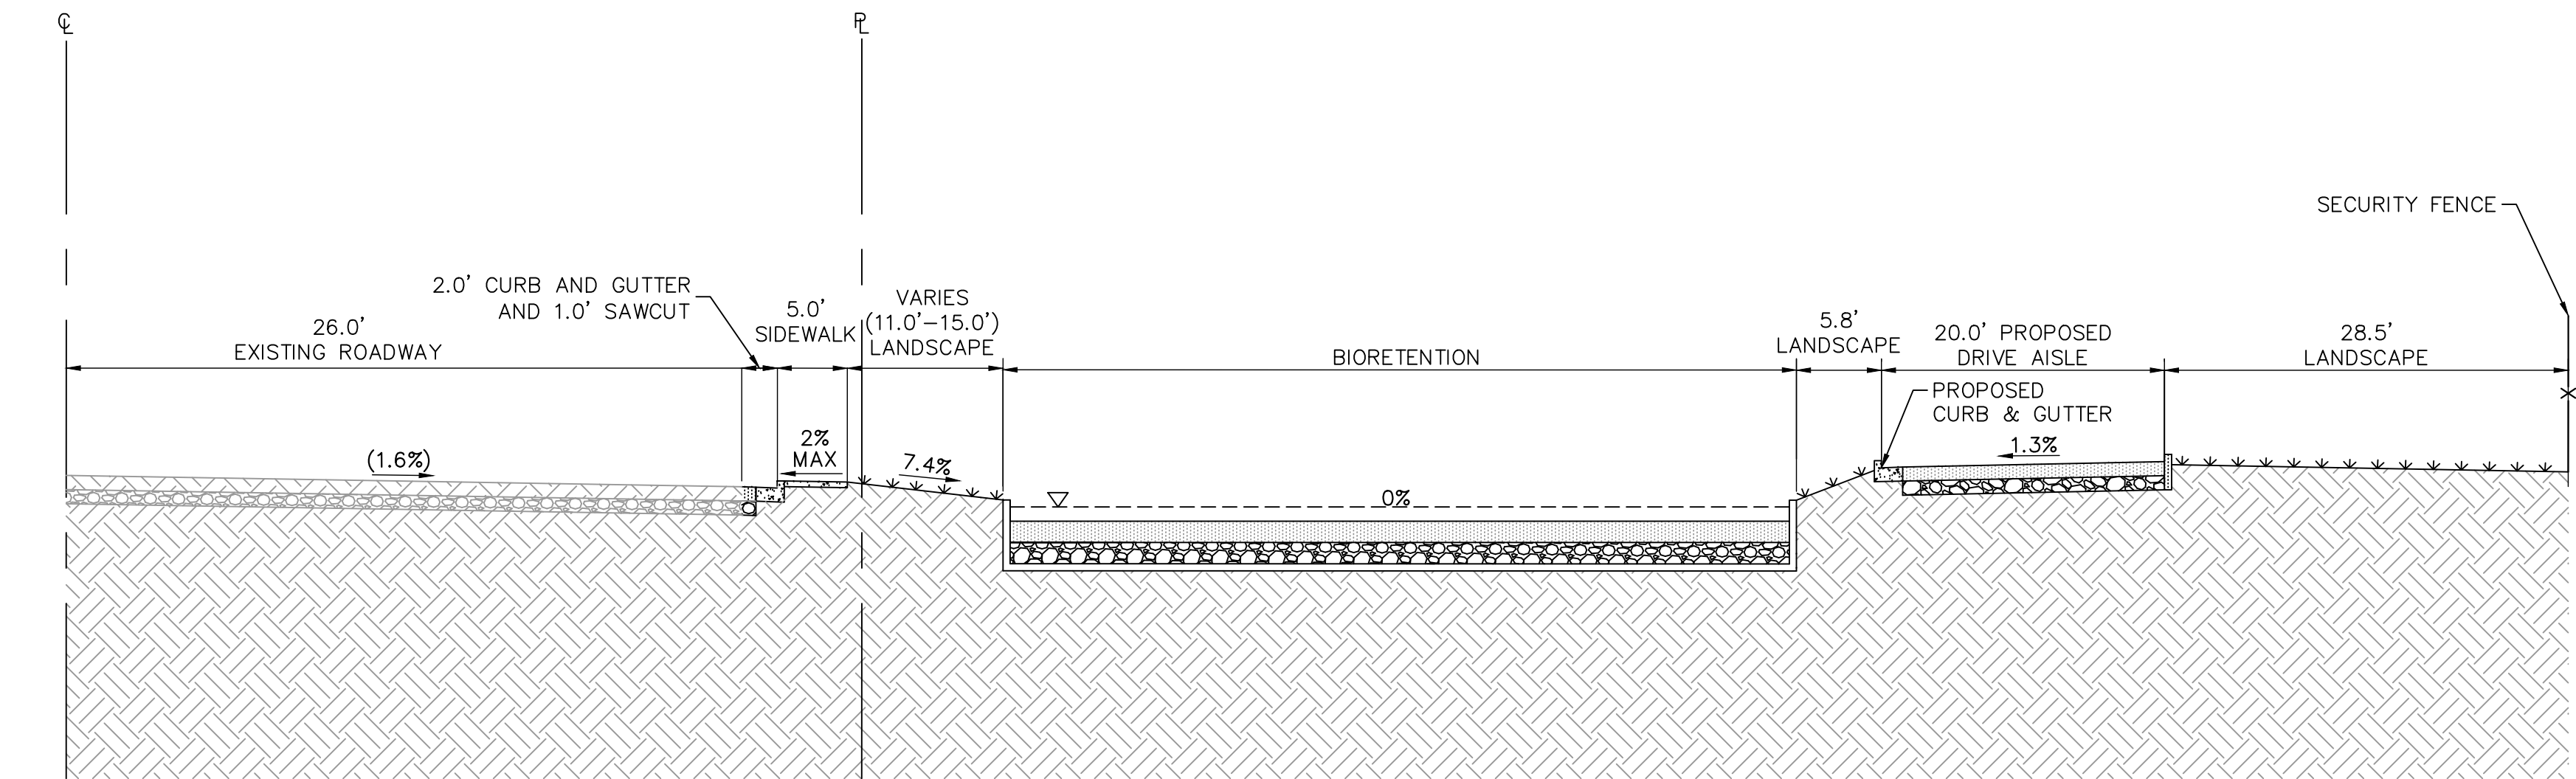 ℄
PL
SECURITY FENCE
2.0' CURB AND GUTTER
AND 1.0' SAWCUT
26.0'
EXISTING ROADWAY
5.0'
SIDEWALK
VARIES
(11.0'-15.0')
LANDSCAPE
BIORETENTION
5.8'
LANDSCAPE
20.0' PROPOSED
DRIVE AISLE
28.5'
LANDSCAPE
PROPOSED
CURB & GUTTER
(1.6%)
2%
MAX
7.4%
0%
1.3%